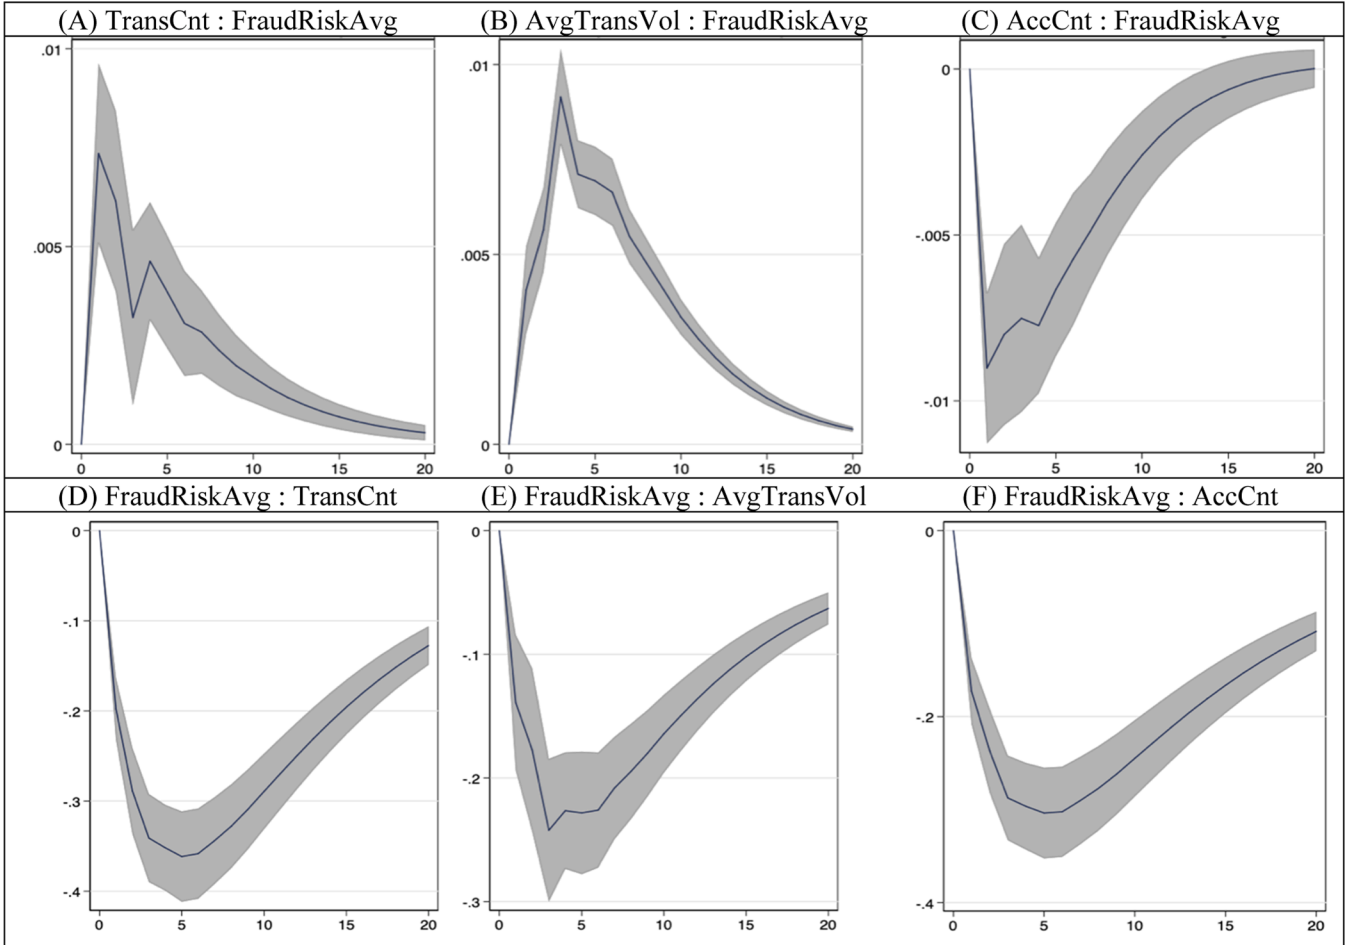 (A) TransCnt : FraudRiskAvg
(B) AvgTransVol : FraudRiskAvg
(C) AccCnt : FraudRiskAvg
.01
.005
0
0 5 10 15 20
.01
.005
0
0 5 10 15 20
0
-.005
-.01
0 5 10 15 20
(D) FraudRiskAvg : TransCnt
(E) FraudRiskAvg : AvgTransVol
(F) FraudRiskAvg : AccCnt
0
-.1
-.2
-.3
-.4
0 5 10 15 20
0
-.1
-.2
-.3
0 5 10 15 20
0
-.2
-.4
0 5 10 15 20